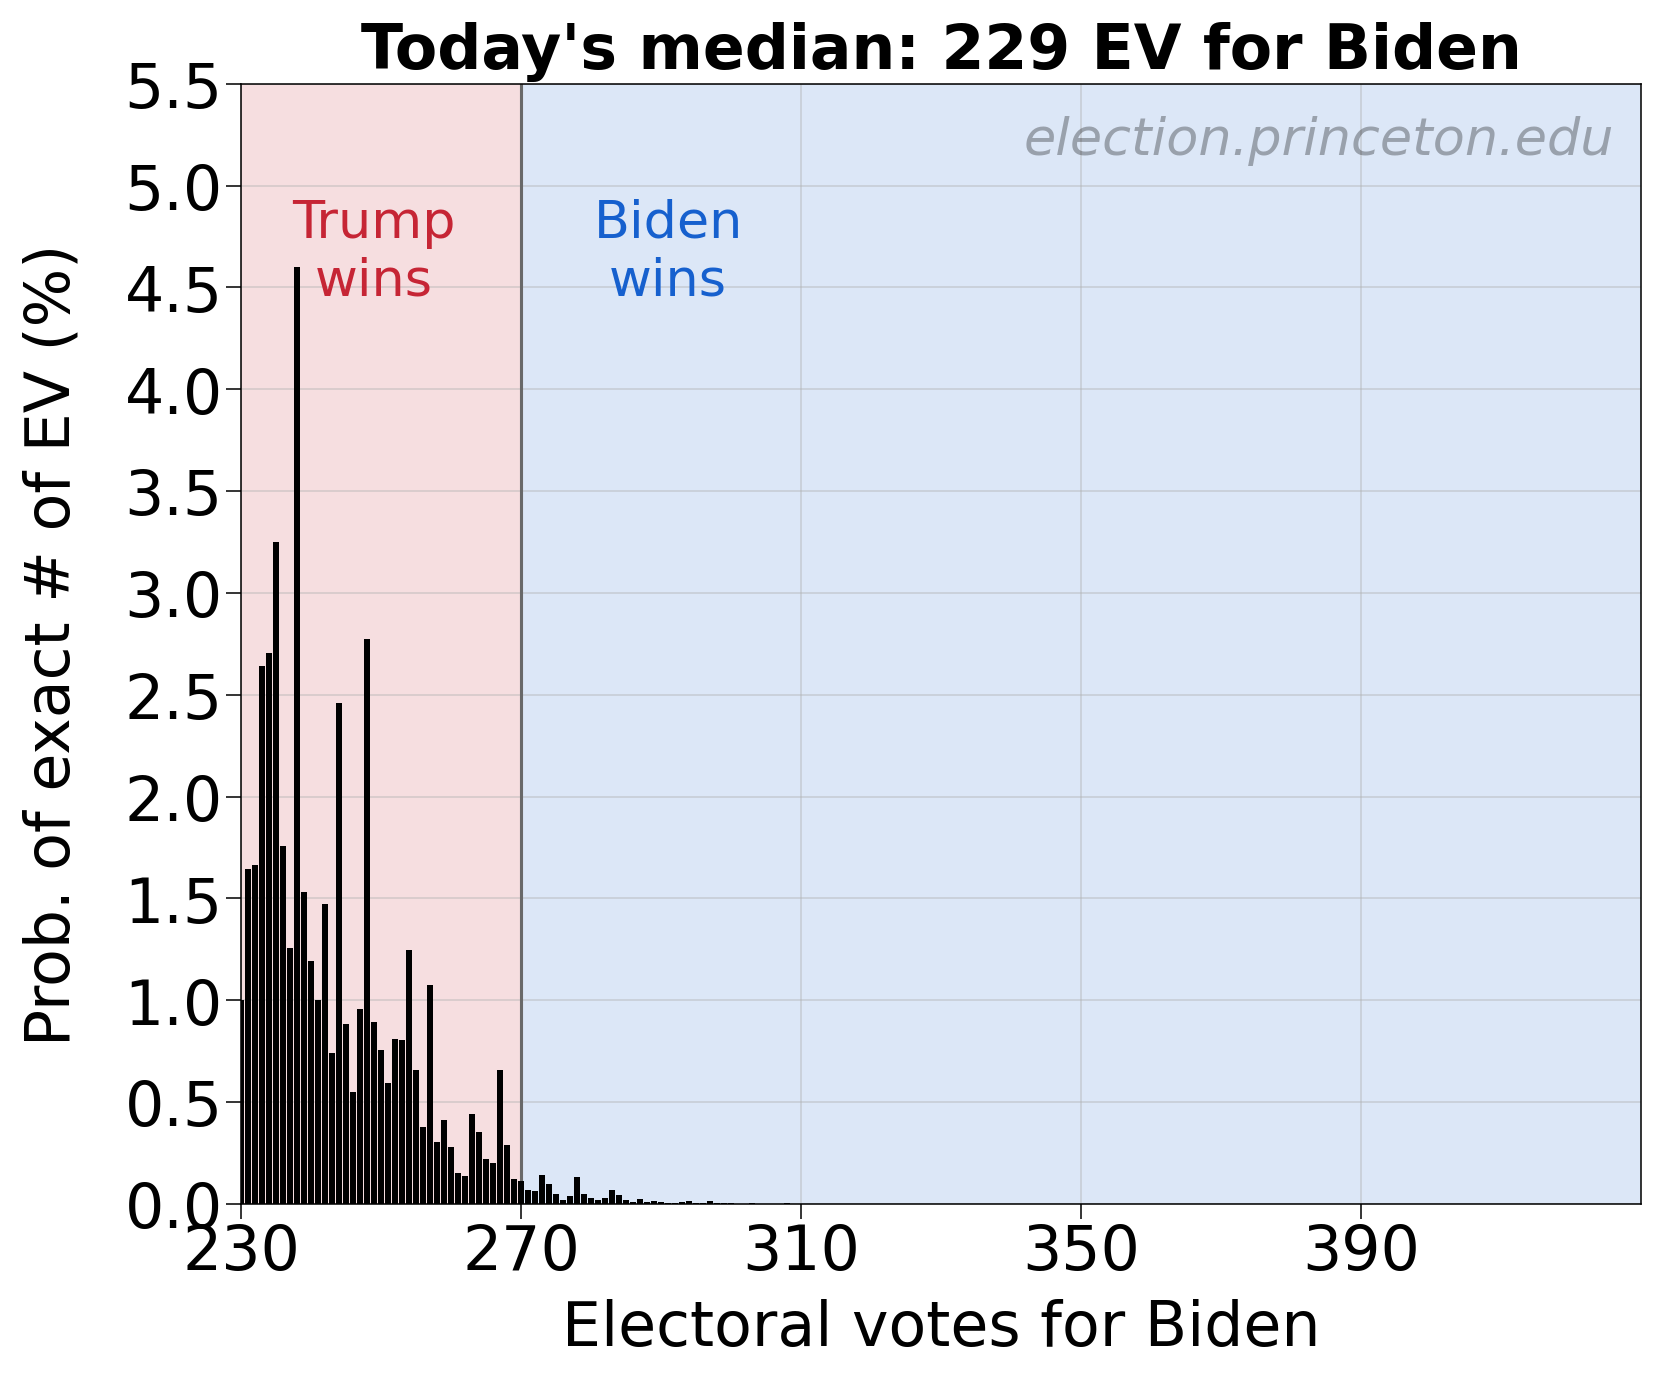 Today's median: 229 EV for Biden
election.princeton.edu
Trump
wins
Biden
wins
Prob. of exact # of EV (%)
5.5
5.0
4.5
4.0
3.5
3.0
2.5
2.0
1.5
1.0
0.5
0.0
230 270 310 350 390
Electoral votes for Biden